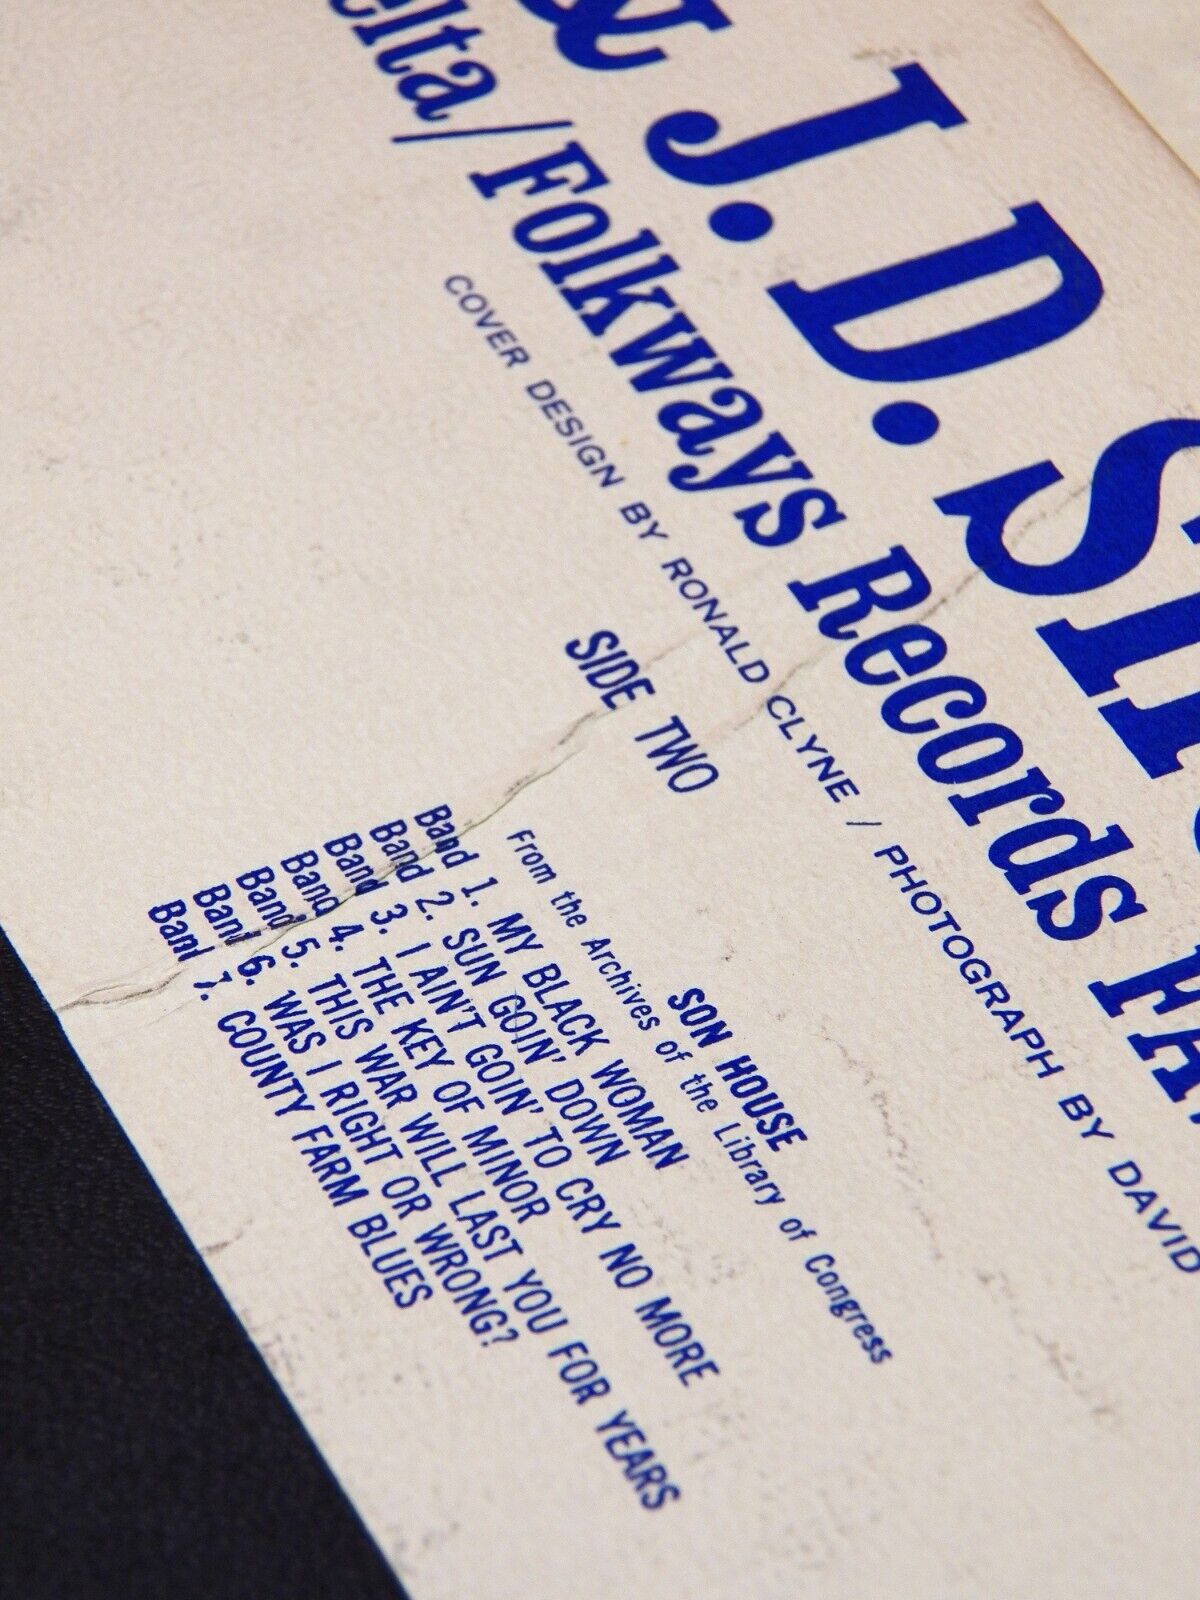 & J. D. S
elta/Folkways Records
COVER DESIGN BY RONALD CLYNE / PHOTOGRAPH BY DAVID
SIDE TWO
SON HOUSE
From the Archives of the Library of Congress
Band 1. MY BLACK WOMAN
Band 2. SUN GOIN' DOWN
Band 3. I AIN'T GOIN' TO CRY NO MORE
Band 4. THE KEY OF MINOR
Band 5. THIS WAR WILL LAST YOU FOR YEARS
Band 6. WAS I RIGHT OR WRONG?
Band 7. COUNTY FARM BLUES